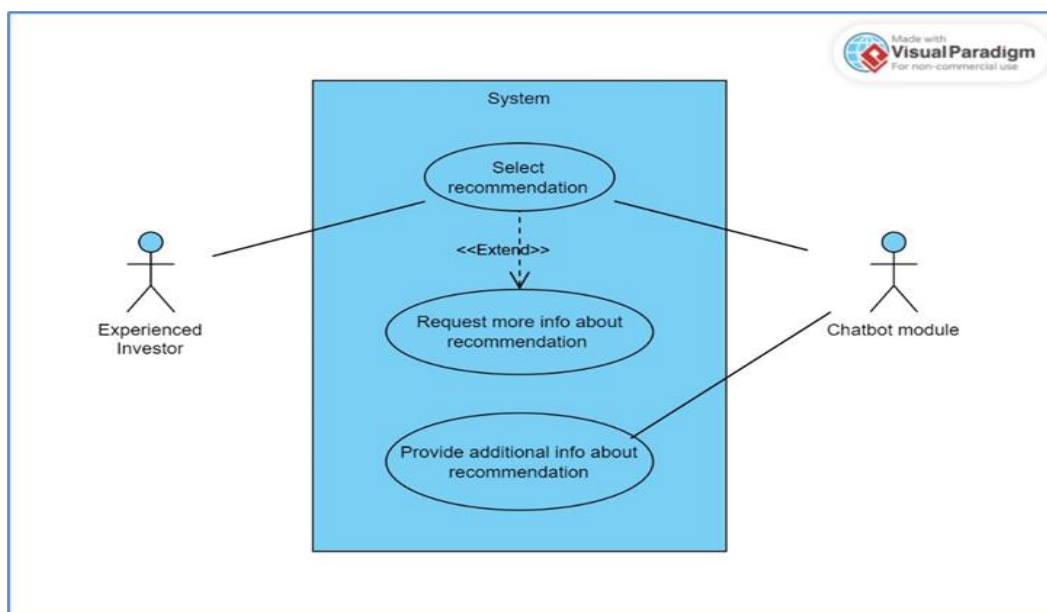 Made with
Visual Paradigm
For non-commercial use
System
Select
recommendation
<<Extend>>
Experienced
Investor
Chatbot module
Request more info about
recommendation
Provide additional info about
recommendation